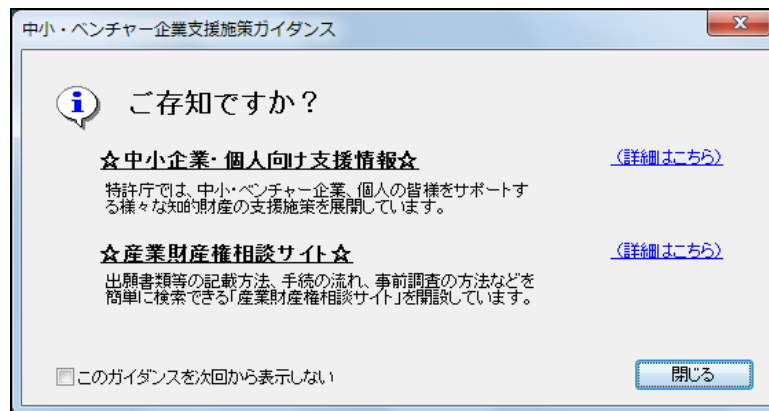 中小・ベンチャー企業支援施策ガイダンス
ご存知ですか？
☆中小企業・個人向け支援情報☆
（詳細はこちら）
特許庁では、中小・ベンチャー企業、個人の皆様をサポートす
る様々な知的財産の支援施策を展開しています。
☆産業財産権相談サイト☆
（詳細はこちら）
出願書類等の記載方法、手続の流れ、事前調査の方法などを
簡単に検索できる「産業財産権相談サイト」を開設しています。
このガイダンスを次回から表示しない
閉じる